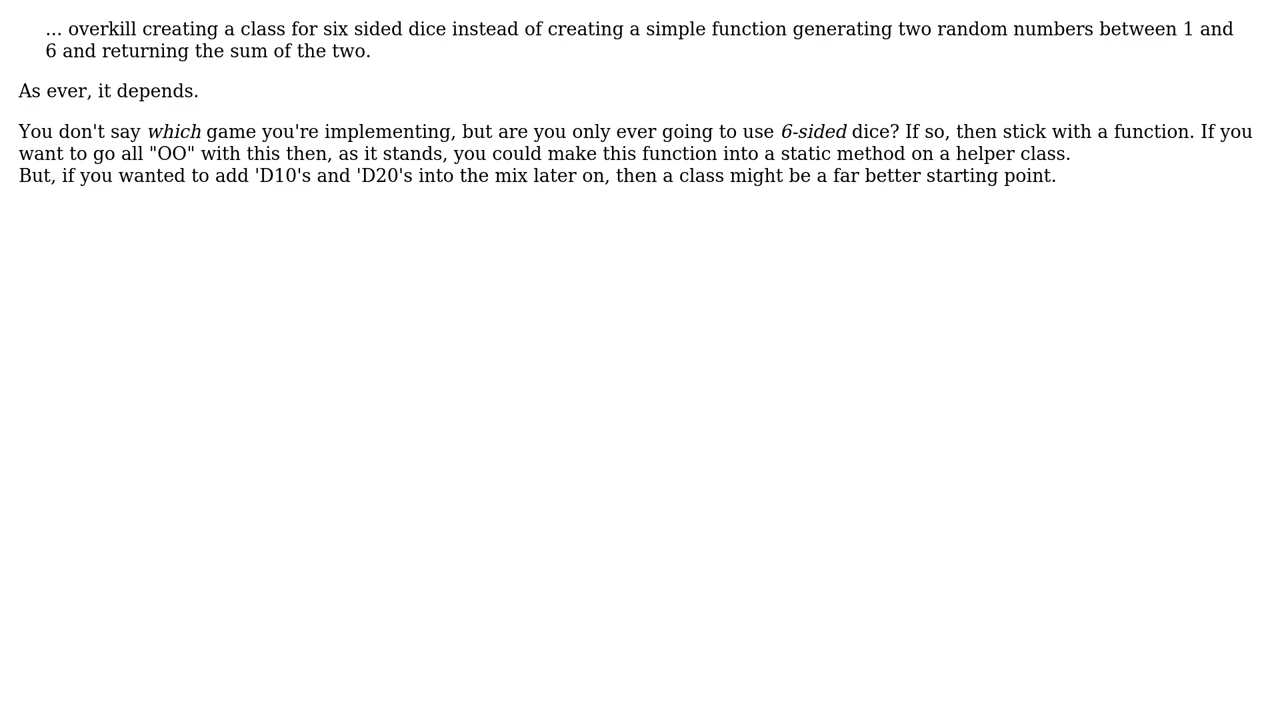 ... overkill creating a class for six sided dice instead of creating a simple function generating two random numbers between 1 and
6 and returning the sum of the two.
As ever, it depends.
You don't say which game you're implementing, but are you only ever going to use 6-sided dice? If so, then stick with a function. If you
want to go all "OO" with this then, as it stands, you could make this function into a static method on a helper class.
But, if you wanted to add 'D10's and 'D20's into the mix later on, then a class might be a far better starting point.